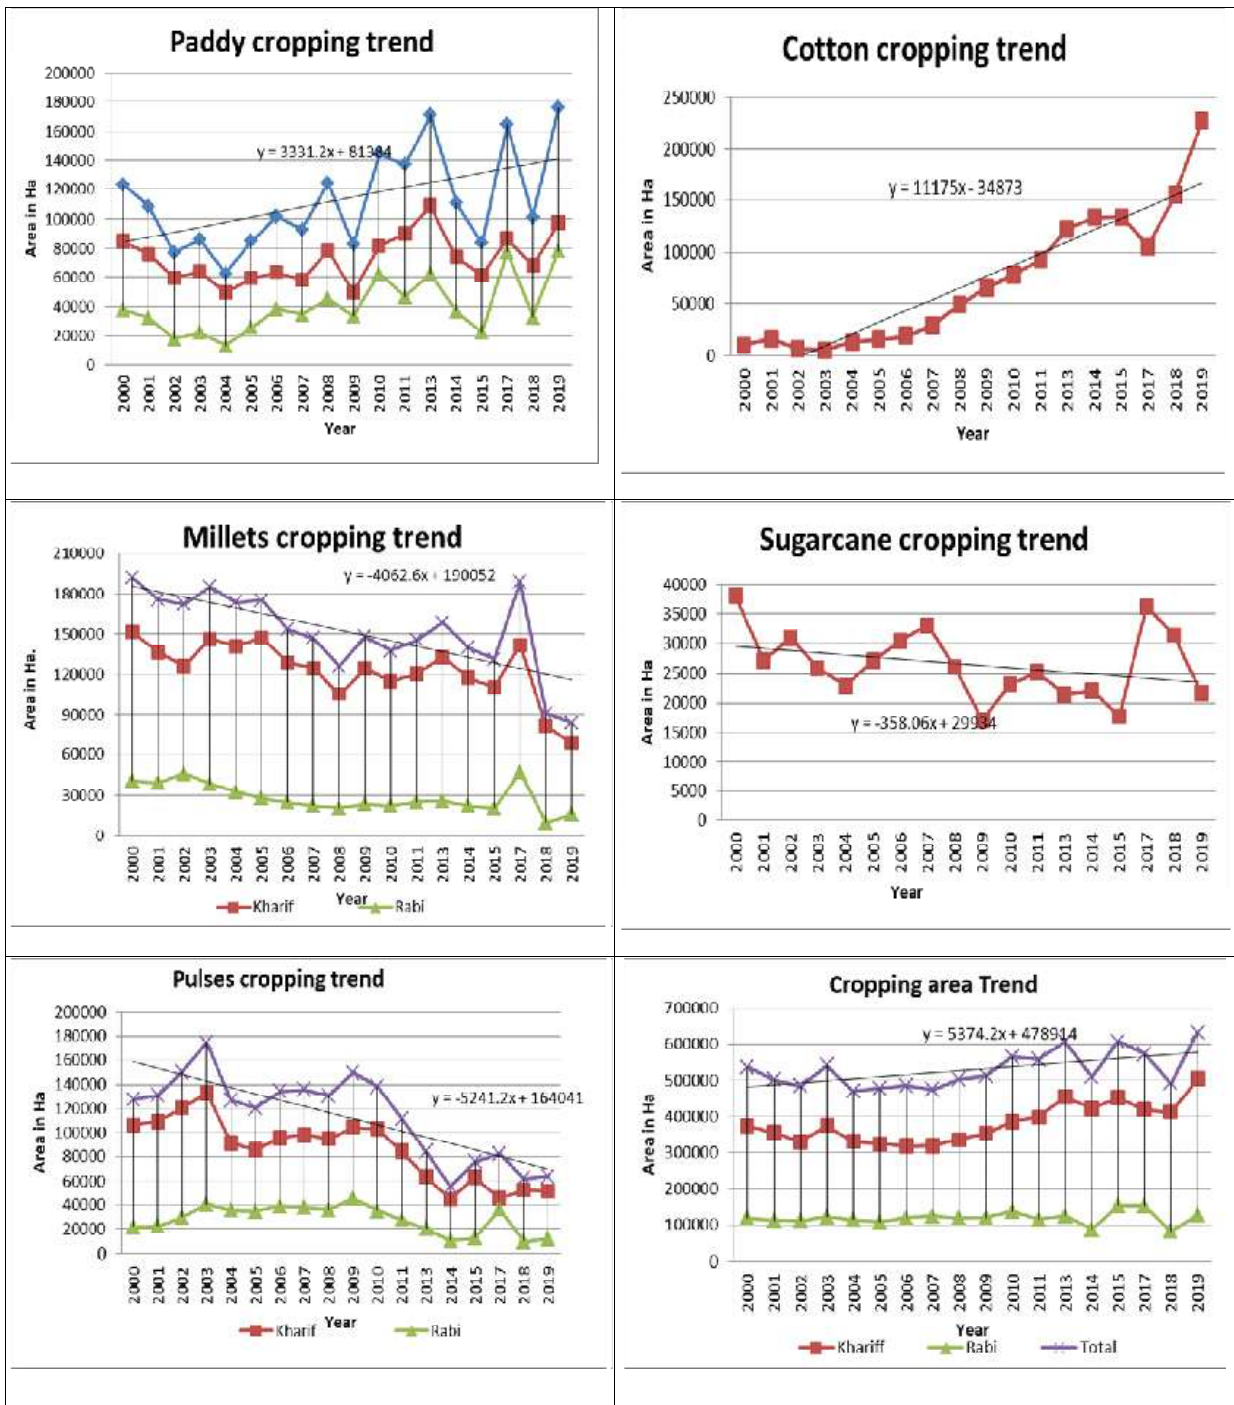 Paddy cropping trend
200000
180000
160000
140000
120000
100000
80000
60000
40000
20000
0
Area in Ha
y = 3331.2x + 81384
2000 2001 2002 2003 2004 2005 2006 2007 2008 2009 2010 2011 2013 2014 2015 2017 2018 2019
Year
Cotton cropping trend
250000
200000
150000
100000
50000
0
Area in Ha
y = 11175x - 34873
2000 2001 2002 2003 2004 2005 2006 2007 2008 2009 2010 2011 2013 2014 2015 2017 2018 2019
Year
Millets cropping trend
210000
180000
150000
120000
90000
60000
30000
0
Area in Ha.
y = -4062.6x + 190052
2000 2001 2002 2003 2004 2005 2006 2007 2008 2009 2010 2011 2013 2014 2015 2017 2018 2019
Year
Kharif Rabi
Sugarcane cropping trend
40000
35000
30000
25000
20000
15000
10000
5000
0
Area in Ha
y = -358.06x + 29934
2000 2001 2002 2003 2004 2005 2006 2007 2008 2009 2010 2011 2013 2014 2015 2017 2018 2019
Year
Pulses cropping trend
200000
180000
160000
140000
120000
100000
80000
60000
40000
20000
0
Area in Ha
y = -5241.2x + 164041
2000 2001 2002 2003 2004 2005 2006 2007 2008 2009 2010 2011 2013 2014 2015 2017 2018 2019
Year
Kharif Rabi
Cropping area Trend
700000
600000
500000
400000
300000
200000
100000
0
Area in Ha
y = 5374.2x + 478914
2000 2001 2002 2003 2004 2005 2006 2007 2008 2009 2010 2011 2013 2014 2015 2017 2018 2019
Year
Khariff Rabi Total